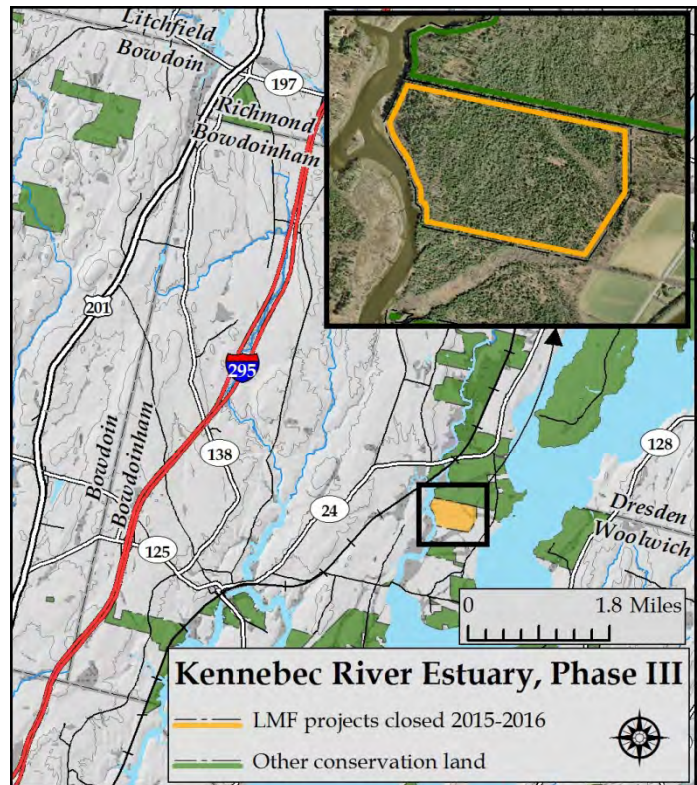 Litchfield
Bowdoin
197
Richmond
Bowdoinham
201
295
138
Bowdoin
Bowdoinham
24
128
Dresden
Woolwich
125
0 1.8 Miles
Kennebec River Estuary, Phase III
LMF projects closed 2015-2016
Other conservation land